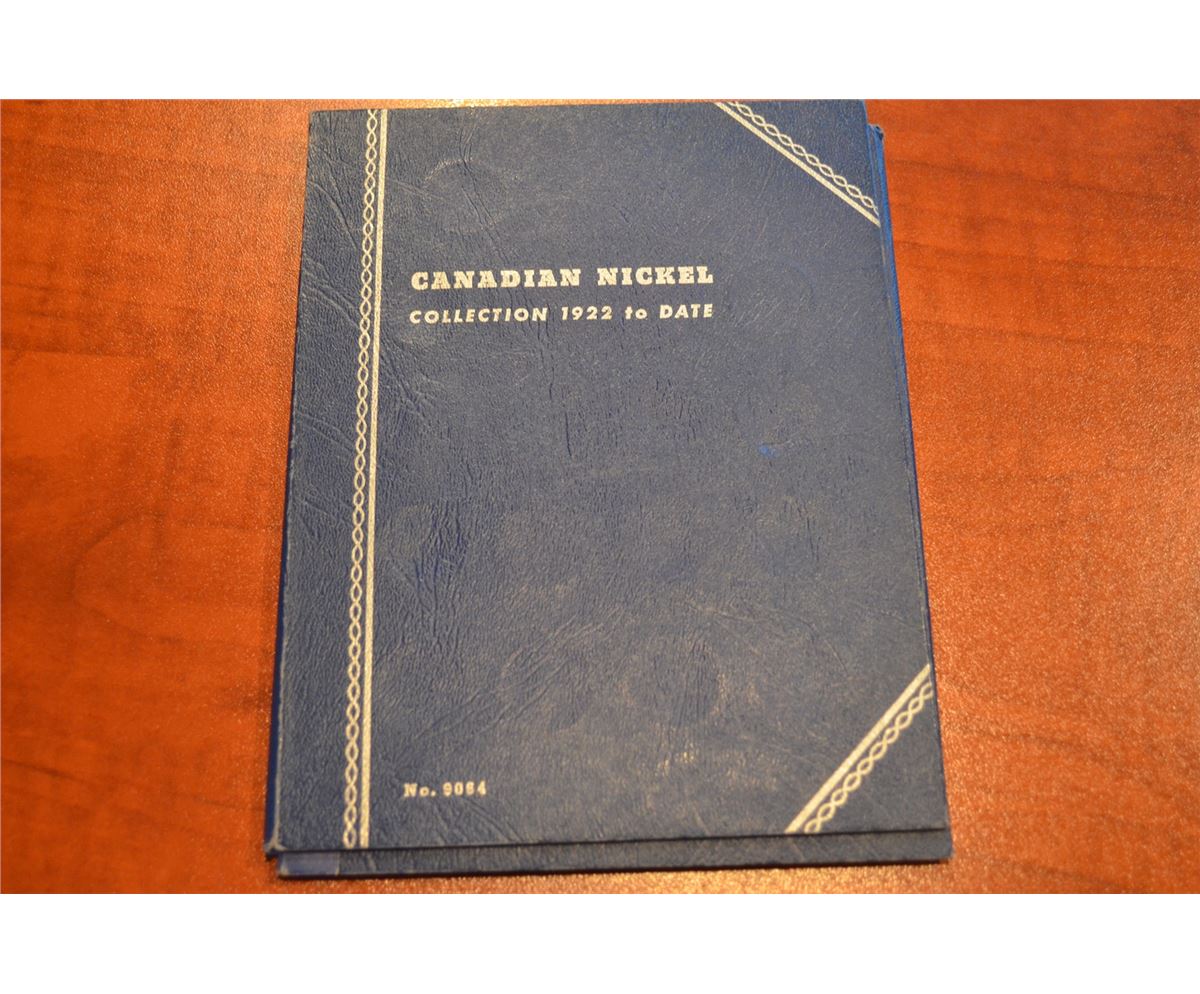 CANADIAN NICKEL
COLLECTION 1922 to DATE
No. 9064